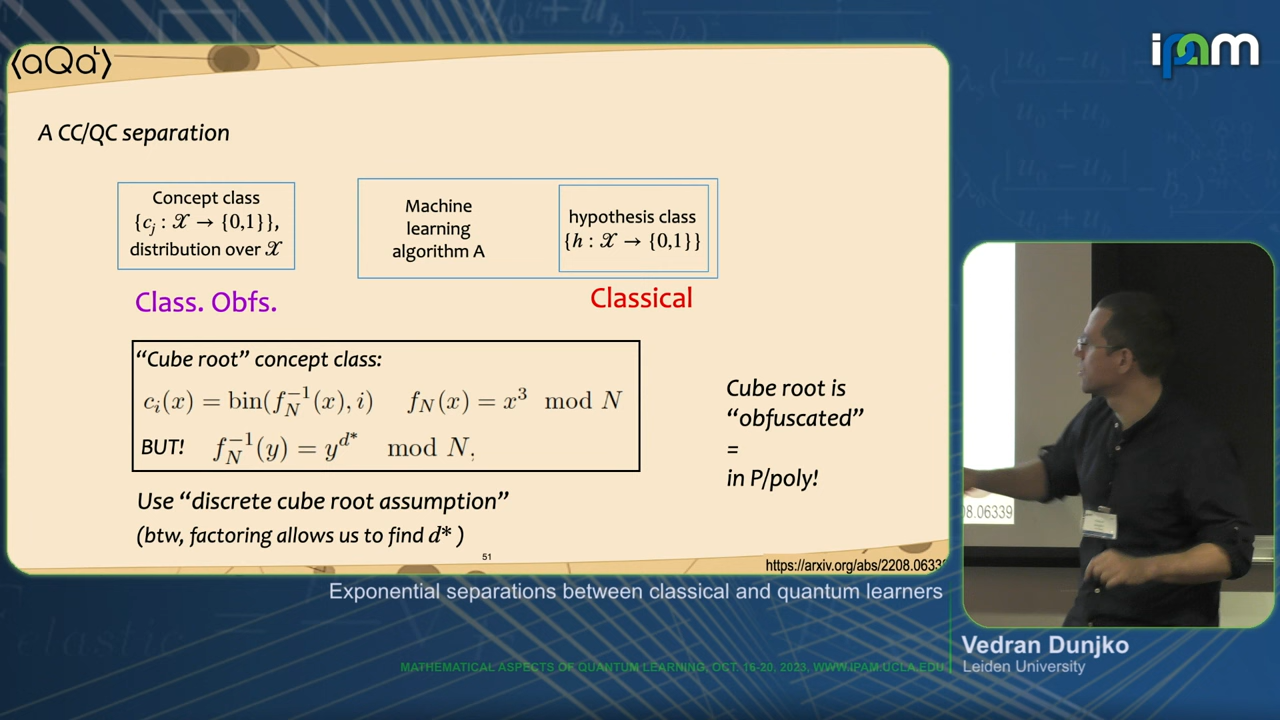 ⟨aQaᴸ⟩
ipam
A CC/QC separation
Concept class
{c_j : 𝒳 → {0,1}},
distribution over 𝒳
Machine
learning
algorithm A
hypothesis class
{h : 𝒳 → {0,1}}
Class. Obfs.
Classical
“Cube root” concept class:
c_i(x) = bin(f_N^{-1}(x), i) f_N(x) = x^3 mod N
BUT! f_N^{-1}(y) = y^{d*} mod N.
Cube root is
“obfuscated”
=
in P/poly!
Use “discrete cube root assumption”
(btw, factoring allows us to find d* )
51
https://arxiv.org/abs/2208.0633
08.06339
Exponential separations between classical and quantum learners
Vedran Dunjko
Leiden University
MATHEMATICAL ASPECTS OF QUANTUM LEARNING, OCT. 16-20, 2023, WWW.IPAM.UCLA.EDU